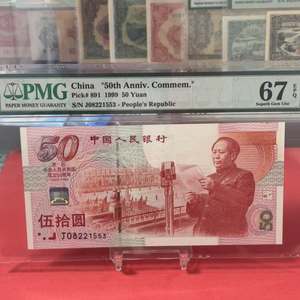 PMG
PAPER MONEY GUARANTY
China "50th Anniv. Commem."
Pick# 891 1999 50 Yuan
S/N J08221553 - People's Republic
67 EPQ
Superb Gem Unc
50
中国人民银行
伍拾圆
J08221553
50